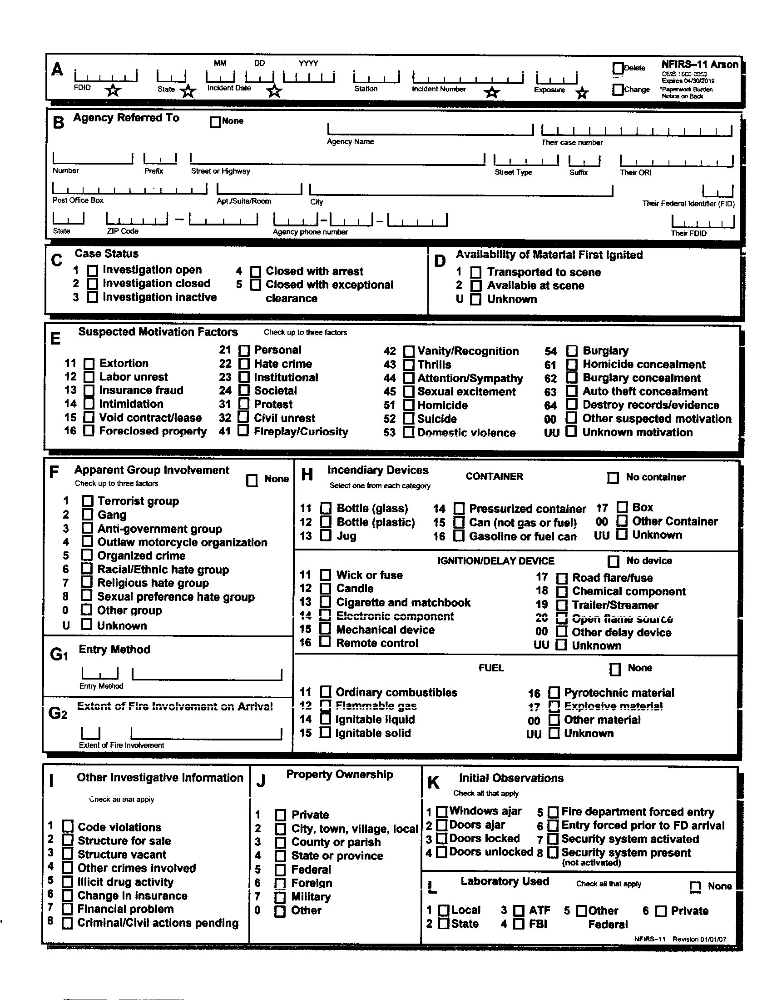 A
MM DD YYYY
FDID State Incident Date Station Incident Number Exposure
Delete
Change
NFIRS–11 Arson
OMB 1660-0069
Expires 04/30/2019
*Paperwork Burden
Notice on Back
B Agency Referred To None
Agency Name Their case number
Number Prefix Street or Highway Street Type Suffix Their ORI
Post Office Box Apt./Suite/Room City Their Federal Identifier (FID)
State ZIP Code – Agency phone number - – Their FDID
C Case Status
1 Investigation open 4 Closed with arrest
2 Investigation closed 5 Closed with exceptional
3 Investigation inactive clearance
D Availability of Material First Ignited
1 Transported to scene
2 Available at scene
U Unknown
E Suspected Motivation Factors Check up to three factors
21 Personal 42 Vanity/Recognition 54 Burglary
11 Extortion 22 Hate crime 43 Thrills 61 Homicide concealment
12 Labor unrest 23 Institutional 44 Attention/Sympathy 62 Burglary concealment
13 Insurance fraud 24 Societal 45 Sexual excitement 63 Auto theft concealment
14 Intimidation 31 Protest 51 Homicide 64 Destroy records/evidence
15 Void contract/lease 32 Civil unrest 52 Suicide 00 Other suspected motivation
16 Foreclosed property 41 Fireplay/Curiosity 53 Domestic violence UU Unknown motivation
F Apparent Group Involvement
Check up to three factors None
1 Terrorist group
2 Gang
3 Anti-government group
4 Outlaw motorcycle organization
5 Organized crime
6 Racial/Ethnic hate group
7 Religious hate group
8 Sexual preference hate group
0 Other group
U Unknown
G1 Entry Method
Entry Method
G2 Extent of Fire Involvement on Arrival
Extent of Fire Involvement
H Incendiary Devices CONTAINER No container
Select one from each category
11 Bottle (glass) 14 Pressurized container 17 Box
12 Bottle (plastic) 15 Can (not gas or fuel) 00 Other Container
13 Jug 16 Gasoline or fuel can UU Unknown
IGNITION/DELAY DEVICE No device
11 Wick or fuse 17 Road flare/fuse
12 Candle 18 Chemical component
13 Cigarette and matchbook 19 Trailer/Streamer
14 Electronic component 20 Open flame source
15 Mechanical device 00 Other delay device
16 Remote control UU Unknown
FUEL None
11 Ordinary combustibles 16 Pyrotechnic material
12 Flammable gas 17 Explosive material
14 Ignitable liquid 00 Other material
15 Ignitable solid UU Unknown
I Other Investigative Information
Check all that apply
1 Code violations
2 Structure for sale
3 Structure vacant
4 Other crimes involved
5 Illicit drug activity
6 Change in insurance
7 Financial problem
8 Criminal/Civil actions pending
J Property Ownership
1 Private
2 City, town, village, local
3 County or parish
4 State or province
5 Federal
6 Foreign
7 Military
0 Other
K Initial Observations
Check all that apply
1 Windows ajar 5 Fire department forced entry
2 Doors ajar 6 Entry forced prior to FD arrival
3 Doors locked 7 Security system activated
4 Doors unlocked 8 Security system present
(not activated)
L Laboratory Used Check all that apply None
1 Local 3 ATF 5 Other 6 Private
2 State 4 FBI Federal
NFIRS–11 Revision 01/01/07